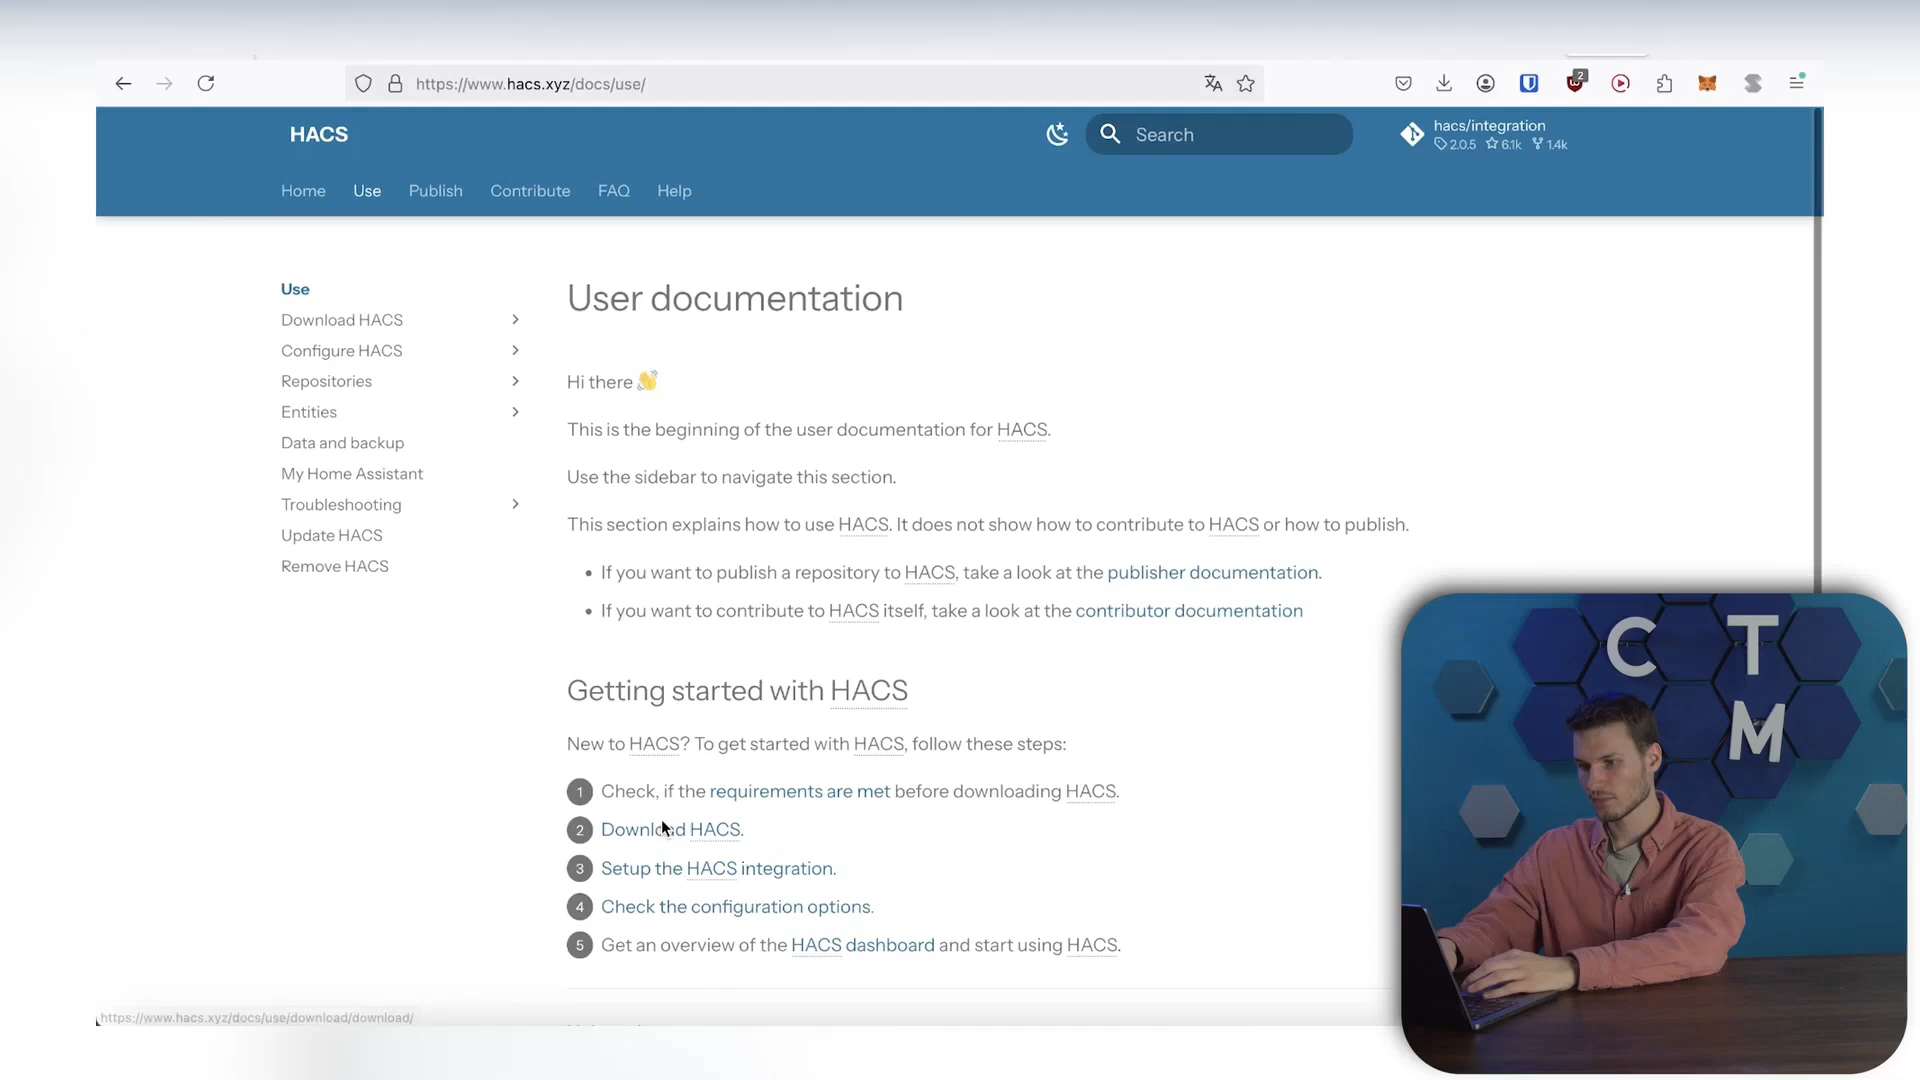 https://www.hacs.xyz/docs/use/
2
HACS
Search
hacs/integration
2.0.5 6.1k 1.4k
Home Use Publish Contribute FAQ Help
Use
Download HACS
Configure HACS
Repositories
Entities
Data and backup
My Home Assistant
Troubleshooting
Update HACS
Remove HACS
User documentation
Hi there 👋
This is the beginning of the user documentation for HACS.
Use the sidebar to navigate this section.
This section explains how to use HACS. It does not show how to contribute to HACS or how to publish.
• If you want to publish a repository to HACS, take a look at the publisher documentation.
• If you want to contribute to HACS itself, take a look at the contributor documentation
Getting started with HACS
New to HACS? To get started with HACS, follow these steps:
1 Check, if the requirements are met before downloading HACS.
2 Download HACS.
3 Setup the HACS integration.
4 Check the configuration options.
5 Get an overview of the HACS dashboard and start using HACS.
https://www.hacs.xyz/docs/use/download/download/
C T
M